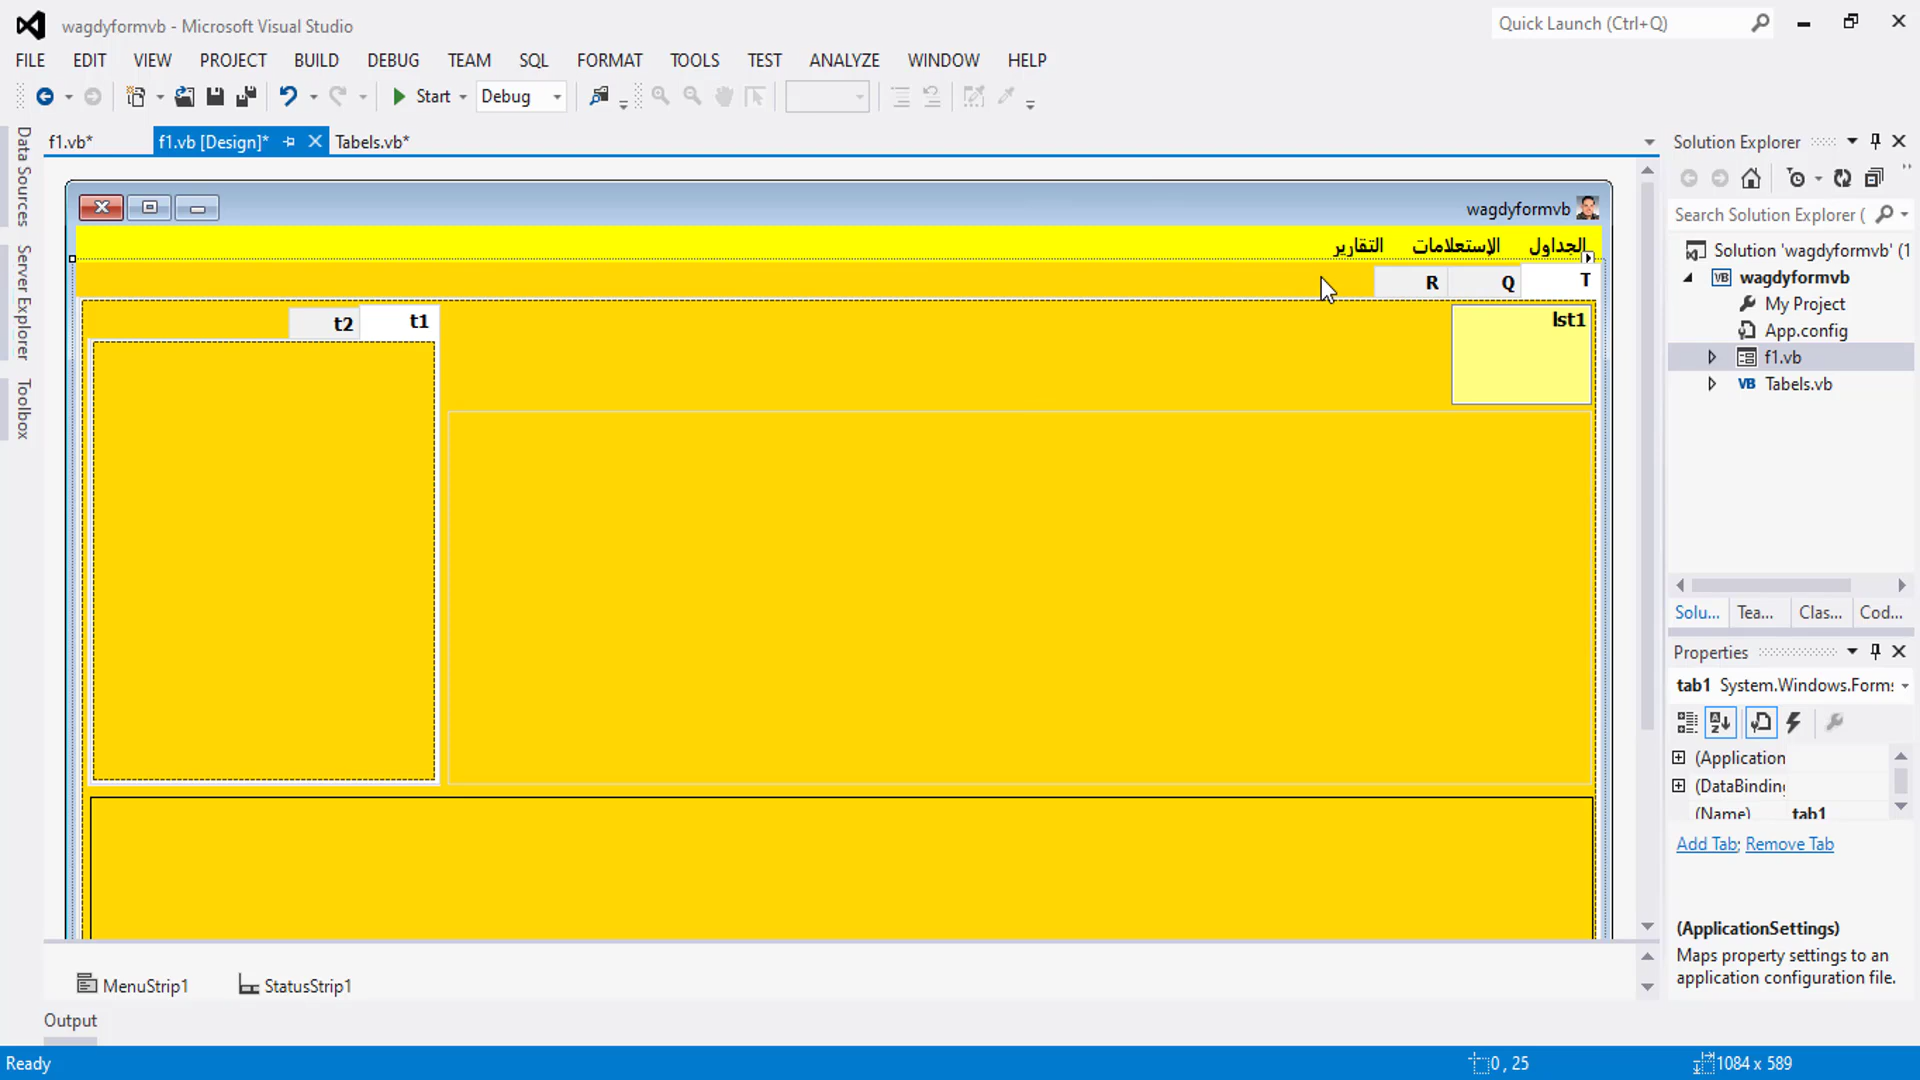 wagdyformvb - Microsoft Visual Studio
Quick Launch (Ctrl+Q)
FILE EDIT VIEW PROJECT BUILD DEBUG TEAM SQL FORMAT TOOLS TEST ANALYZE WINDOW HELP
Start Debug
f1.vb* f1.vb [Design]* Tabels.vb*
Data Sources
Server Explorer
Toolbox
wagdyformvb
الجداول الإستعلامات التقارير
T Q R
t2 t1
lst1
MenuStrip1 StatusStrip1
Output
Solution Explorer
Search Solution Explorer (
Solution 'wagdyformvb' (1
wagdyformvb
My Project
App.config
f1.vb
Tabels.vb
Solu... Tea... Clas... Cod...
Properties
tab1 System.Windows.Forms
(Application
(DataBinding
(Name) tab1
Add Tab; Remove Tab
(ApplicationSettings)
Maps property settings to an
application configuration file.
Ready 0 , 25 1084 x 589